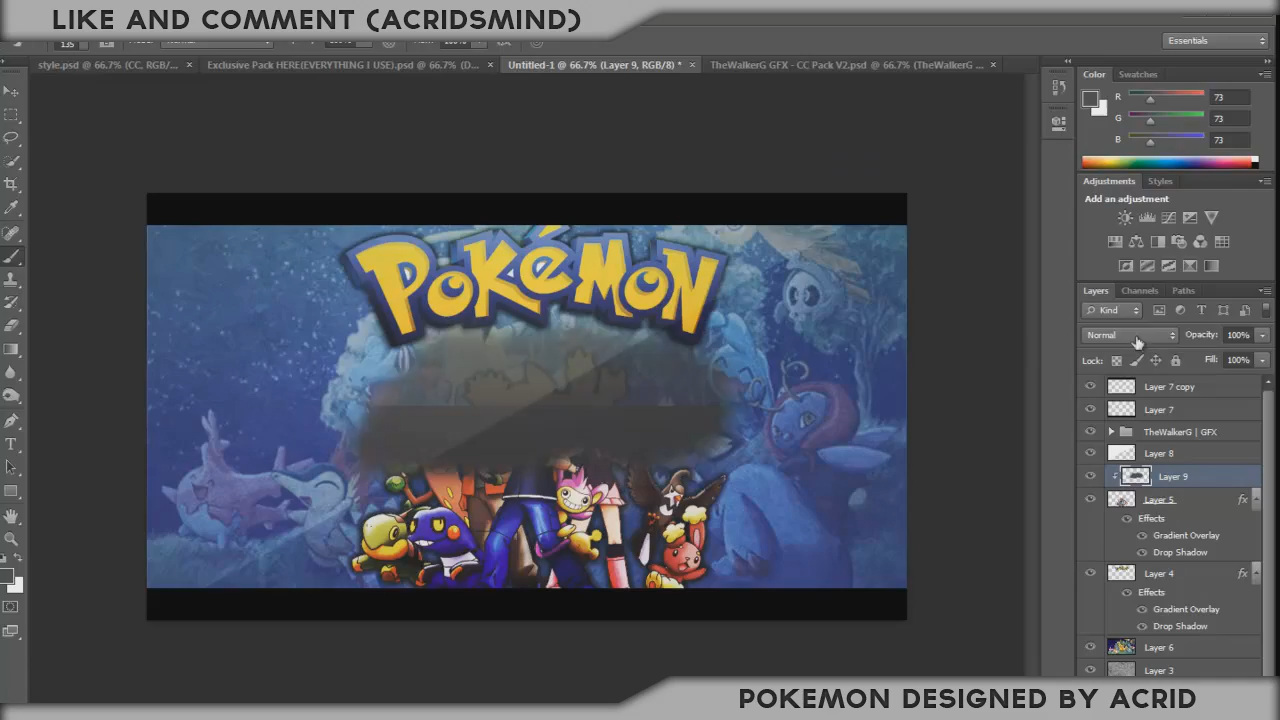 LIKE AND COMMENT (ACRIDSMIND)
Essentials
style.psd @ 66.7% (CC, RGB/... × Exclusive Pack HERE(EVERYTHING I USE).psd @ 66.7% (D... × Untitled-1 @ 66.7% (Layer 9, RGB/8) * × TheWalkerG GFX - CC Pack V2.psd @ 66.7% (TheWalkerG ... ×
Color Swatches
R 73
G 73
B 73
Adjustments Styles
Add an adjustment
Layers Channels Paths
Kind
Normal Opacity: 100%
Lock: Fill: 100%
Layer 7 copy
Layer 7
TheWalkerG | GFX
Layer 8
Layer 9
Layer 5 fx
Effects
Gradient Overlay
Drop Shadow
Layer 4 fx
Effects
Gradient Overlay
Drop Shadow
Layer 6
Layer 3
POKéMON
POKEMON DESIGNED BY ACRID